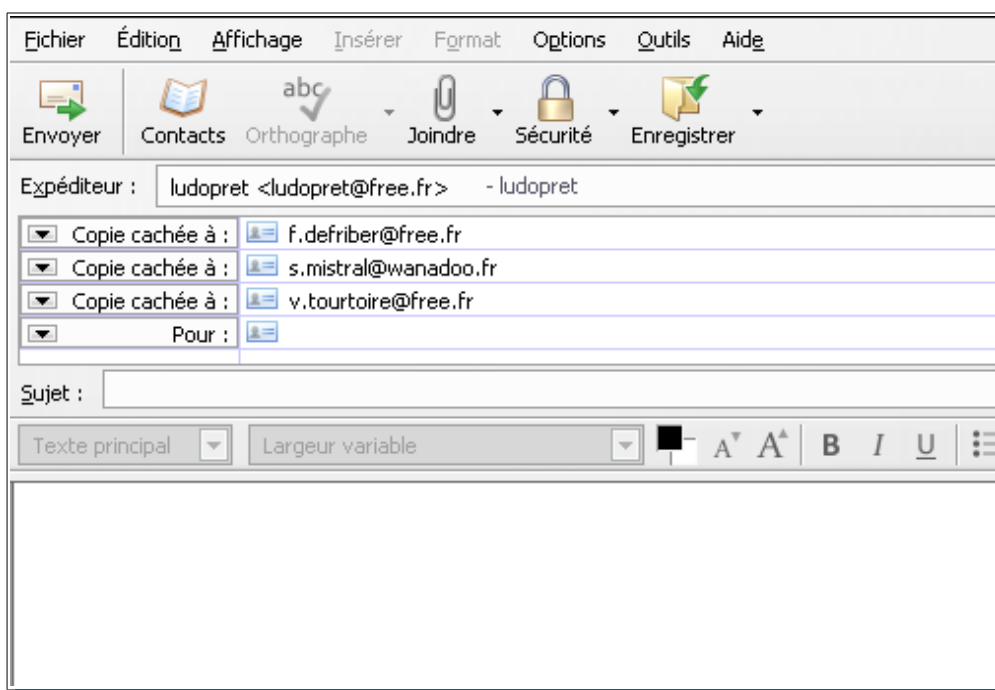 Fichier Édition Affichage Insérer Format Options Outils Aide
abc
Envoyer Contacts Orthographe Joindre Sécurité Enregistrer
Expéditeur : ludopret <ludopret@free.fr> - ludopret
Copie cachée à : f.defriber@free.fr
Copie cachée à : s.mistral@wanadoo.fr
Copie cachée à : v.tourtoire@free.fr
Pour :
Sujet :
Texte principal Largeur variable A A B I U